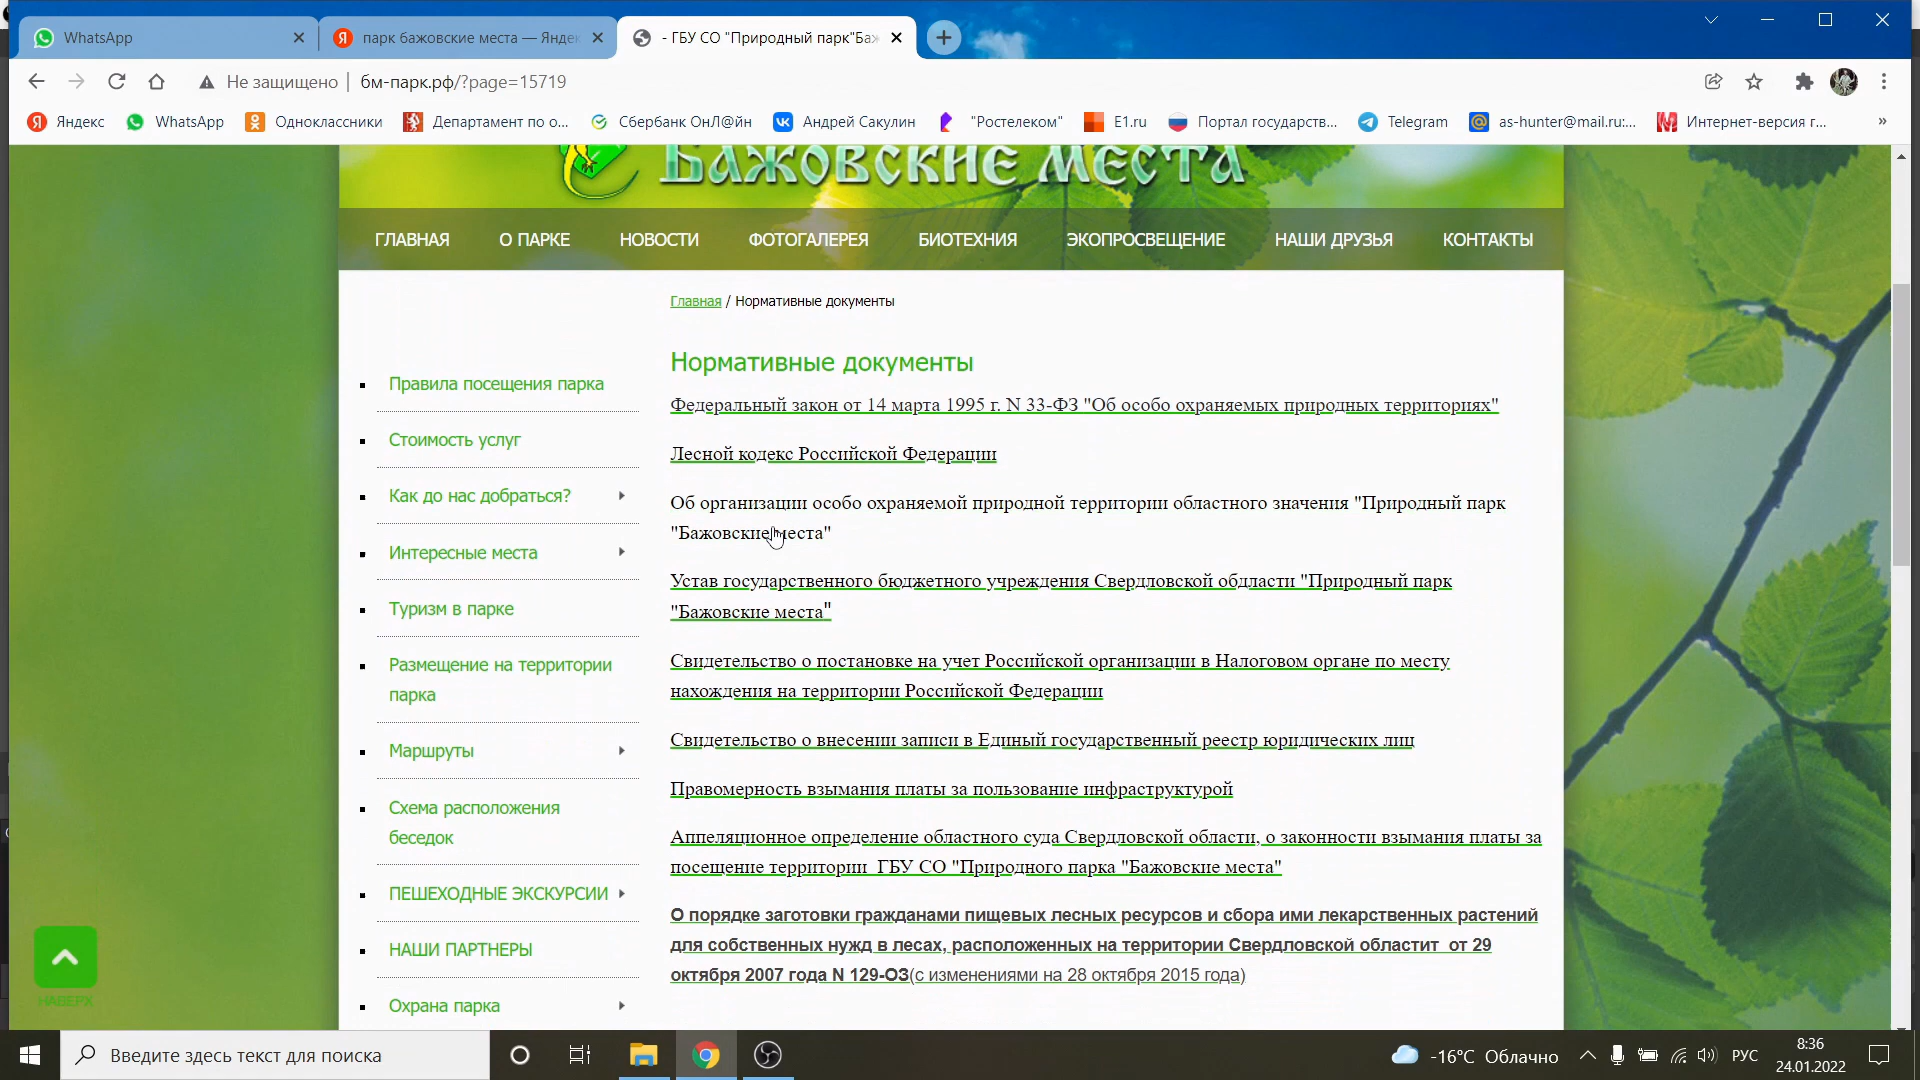 WhatsApp
парк бажовские места — Яндек
- ГБУ СО "Природный парк"Баж
Не защищено
бм-парк.рф/?page=15719
Яндекс
WhatsApp
Одноклассники
Департамент по о...
Сбербанк ОнЛ@йн
Андрей Сакулин
"Ростелеком"
E1.ru
Портал государств...
Telegram
as-hunter@mail.ru:...
Интернет-версия г...
»
Бажовские места
ГЛАВНАЯ
О ПАРКЕ
НОВОСТИ
ФОТОГАЛЕРЕЯ
БИОТЕХНИЯ
ЭКОПРОСВЕЩЕНИЕ
НАШИ ДРУЗЬЯ
КОНТАКТЫ
Главная / Нормативные документы
Правила посещения парка
Стоимость услуг
Как до нас добраться?
Интересные места
Туризм в парке
Размещение на территории
парка
Маршруты
Схема расположения
беседок
ПЕШЕХОДНЫЕ ЭКСКУРСИИ
НАШИ ПАРТНЕРЫ
Охрана парка
Нормативные документы
Федеральный закон от 14 марта 1995 г. N 33-ФЗ "Об особо охраняемых природных территориях"
Лесной кодекс Российской Федерации
Об организации особо охраняемой природной территории областного значения "Природный парк
"Бажовские места"
Устав государственного бюджетного учреждения Свердловской обдласти "Природный парк
"Бажовские места"
Свидетельство о постановке на учет Российской организации в Налоговом органе по месту
нахождения на территории Российской Федерации
Свидетельство о внесении записи в Единый государственный реестр юридических лиц
Правомерность взымания платы за пользование инфраструктурой
Аппеляционное определение областного суда Свердловской области, о законности взымания платы за
посещение территории ГБУ СО "Природного парка "Бажовские места"
О порядке заготовки гражданами пищевых лесных ресурсов и сбора ими лекарственных растений
для собственных нужд в лесах, расположенных на территории Свердловской областит от 29
октября 2007 года N 129-ОЗ(с изменениями на 28 октября 2015 года)
НАВЕРХ
Введите здесь текст для поиска
-16°C Облачно
РУС
8:36
24.01.2022